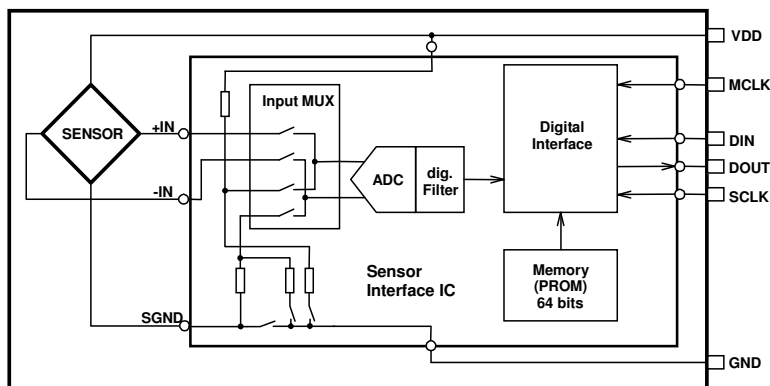 VDD
MCLK
Input MUX
+IN
SENSOR
Digital
Interface
DIN
DOUT
ADC
dig.
Filter
-IN
SCLK
Sensor
Interface IC
Memory
(PROM)
64 bits
SGND
GND